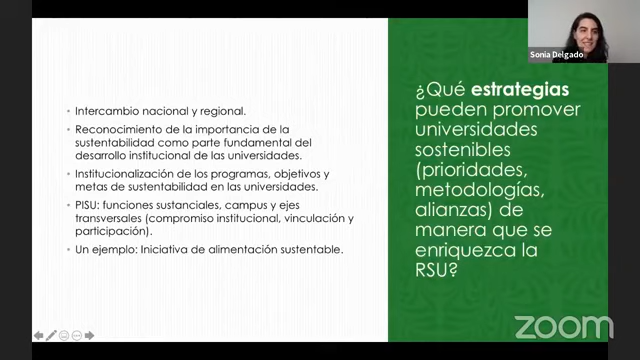 Sonia Delgado
• Intercambio nacional y regional.
• Reconocimiento de la importancia de la
sustentabilidad como parte fundamental del
desarrollo institucional de las universidades.
• Institucionalización de los programas, objetivos y
metas de sustentabilidad en las universidades.
• PISU: funciones sustanciales, campus y ejes
transversales (compromiso institucional, vinculación y
participación).
• Un ejemplo: Iniciativa de alimentación sustentable.
¿Qué estrategias
pueden promover
universidades
sostenibles
(prioridades,
metodologías,
alianzas) de
manera que se
enriquezca la
RSU?
zoom